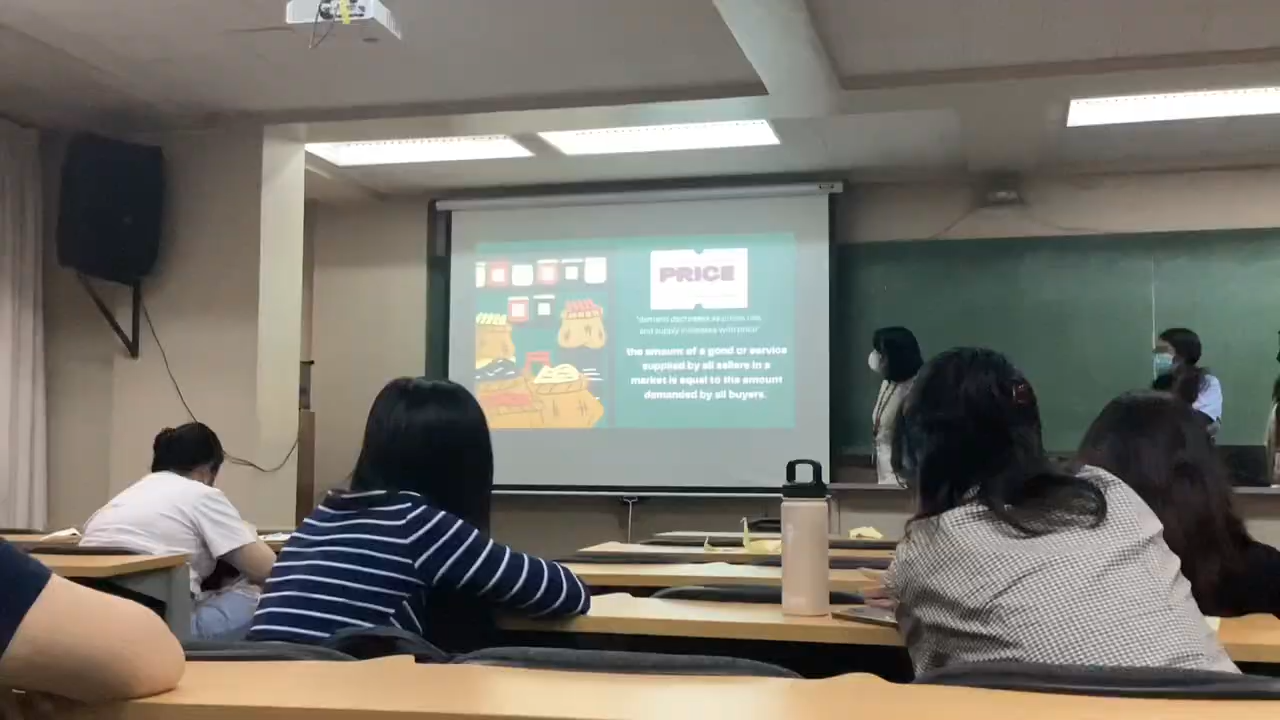 PRICE
"demand decreases as prices rise,
and supply increases with price"
the amount of a good or service
supplied by all sellers in a
market is equal to the amount
demanded by all buyers.